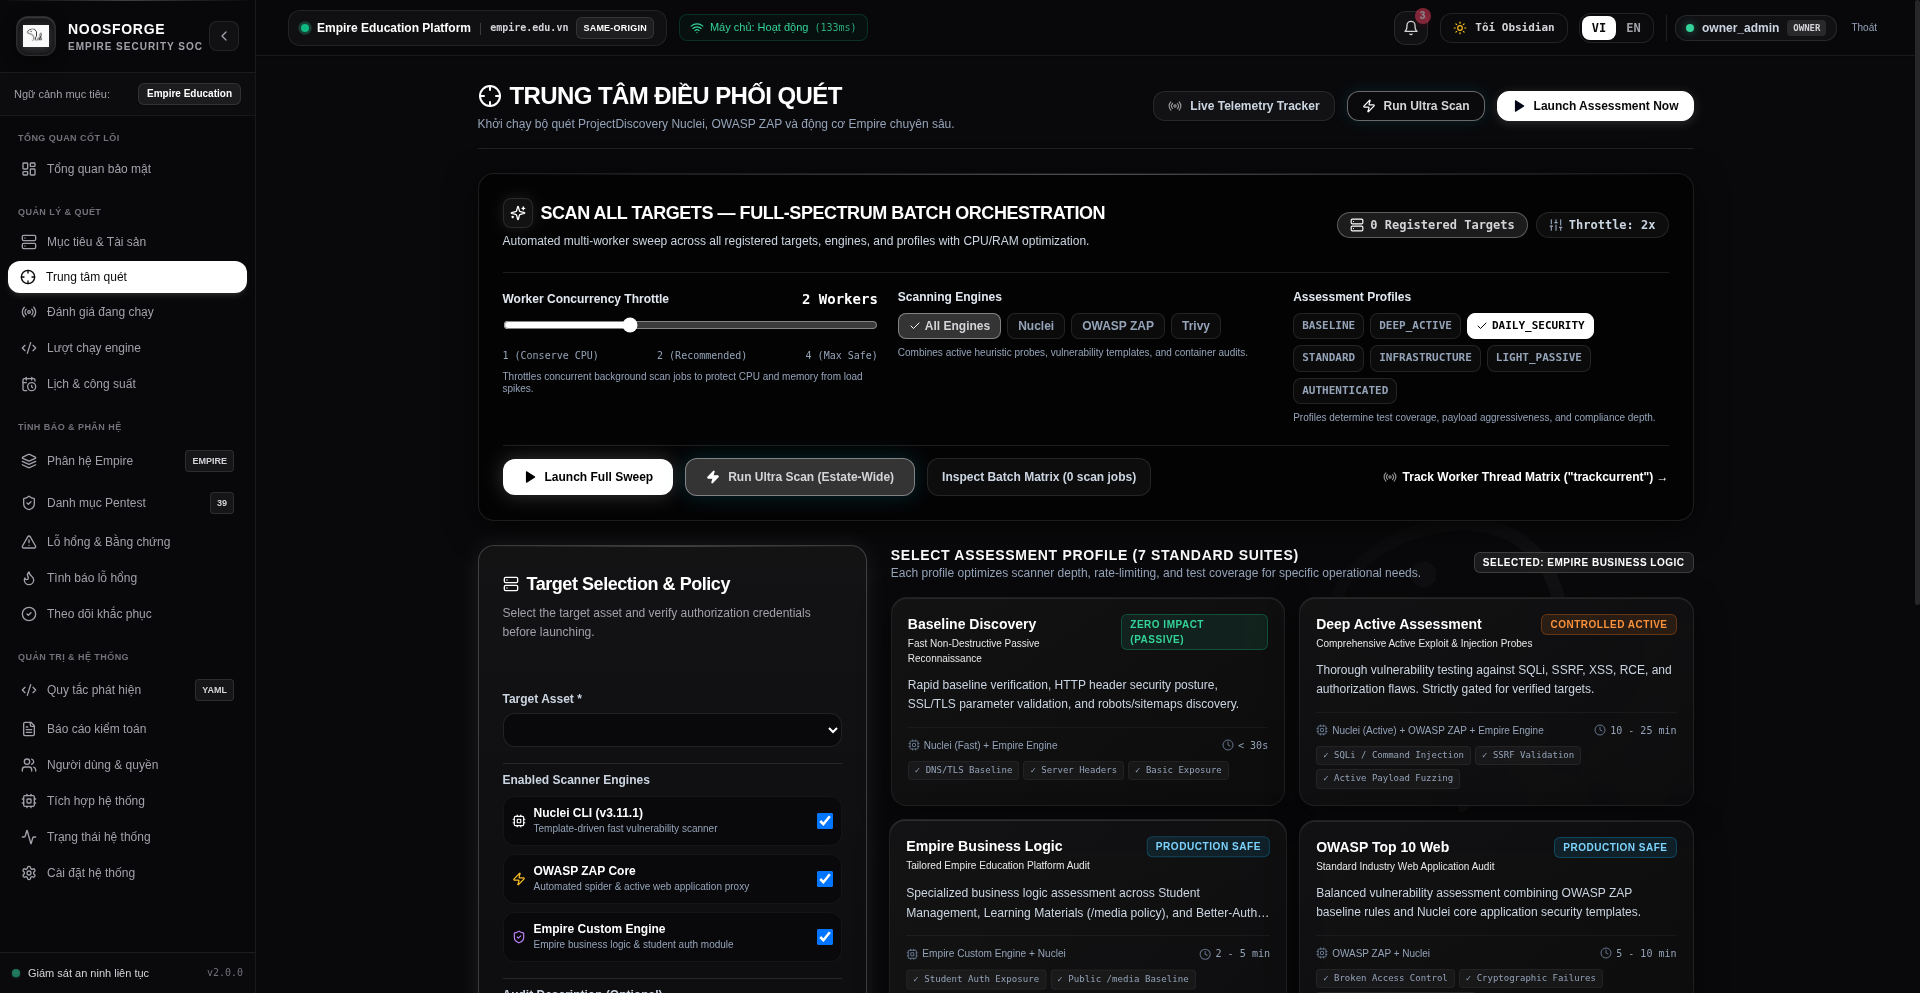 NOOSFORGE
EMPIRE SECURITY SOC
Empire Education Platform
empire.edu.vn
SAME-ORIGIN
Máy chủ: Hoạt động (133ms)
3
Tối Obsidian
VI
EN
owner_admin
OWNER
Thoát
Ngữ cảnh mục tiêu:
Empire Education
TỔNG QUAN CỐT LÕI
Tổng quan bảo mật
QUẢN LÝ & QUÉT
Mục tiêu & Tài sản
Trung tâm quét
Đánh giá đang chạy
Lượt chạy engine
Lịch & công suất
TÌNH BÁO & PHÂN HỆ
Phân hệ Empire
EMPIRE
Danh mục Pentest
39
Lỗ hổng & Bằng chứng
Tình báo lỗ hổng
Theo dõi khắc phục
QUẢN TRỊ & HỆ THỐNG
Quy tắc phát hiện
YAML
Báo cáo kiểm toán
Người dùng & quyền
Tích hợp hệ thống
Trạng thái hệ thống
Cài đặt hệ thống
Giám sát an ninh liên tục
v2.0.0
TRUNG TÂM ĐIỀU PHỐI QUÉT
Khởi chạy bộ quét ProjectDiscovery Nuclei, OWASP ZAP và động cơ Empire chuyên sâu.
Live Telemetry Tracker
Run Ultra Scan
Launch Assessment Now
SCAN ALL TARGETS — FULL-SPECTRUM BATCH ORCHESTRATION
Automated multi-worker sweep across all registered targets, engines, and profiles with CPU/RAM optimization.
0 Registered Targets
Throttle: 2x
Worker Concurrency Throttle
2 Workers
1 (Conserve CPU)
2 (Recommended)
4 (Max Safe)
Throttles concurrent background scan jobs to protect CPU and memory from load
spikes.
Scanning Engines
✓ All Engines
Nuclei
OWASP ZAP
Trivy
Combines active heuristic probes, vulnerability templates, and container audits.
Assessment Profiles
BASELINE
DEEP_ACTIVE
✓ DAILY_SECURITY
STANDARD
INFRASTRUCTURE
LIGHT_PASSIVE
AUTHENTICATED
Profiles determine test coverage, payload aggressiveness, and compliance depth.
Launch Full Sweep
Run Ultra Scan (Estate-Wide)
Inspect Batch Matrix (0 scan jobs)
Track Worker Thread Matrix ("trackcurrent") →
Target Selection & Policy
Select the target asset and verify authorization credentials
before launching.
Target Asset *
Enabled Scanner Engines
Nuclei CLI (v3.11.1)
Template-driven fast vulnerability scanner
OWASP ZAP Core
Automated spider & active web application proxy
Empire Custom Engine
Empire business logic & student auth module
Audit Description (Optional)
SELECT ASSESSMENT PROFILE (7 STANDARD SUITES)
Each profile optimizes scanner depth, rate-limiting, and test coverage for specific operational needs.
SELECTED: EMPIRE BUSINESS LOGIC
Baseline Discovery
ZERO IMPACT
(PASSIVE)
Fast Non-Destructive Passive
Reconnaissance
Rapid baseline verification, HTTP header security posture,
SSL/TLS parameter validation, and robots/sitemaps discovery.
Nuclei (Fast) + Empire Engine
< 30s
✓ DNS/TLS Baseline
✓ Server Headers
✓ Basic Exposure
Deep Active Assessment
CONTROLLED ACTIVE
Comprehensive Active Exploit & Injection Probes
Thorough vulnerability testing against SQLi, SSRF, XSS, RCE, and
authorization flaws. Strictly gated for verified targets.
Nuclei (Active) + OWASP ZAP + Empire Engine
10 - 25 min
✓ SQLi / Command Injection
✓ SSRF Validation
✓ Active Payload Fuzzing
Empire Business Logic
PRODUCTION SAFE
Tailored Empire Education Platform Audit
Specialized business logic assessment across Student
Management, Learning Materials (/media policy), and Better-Auth…
Empire Custom Engine + Nuclei
2 - 5 min
✓ Student Auth Exposure
✓ Public /media Baseline
OWASP Top 10 Web
PRODUCTION SAFE
Standard Industry Web Application Audit
Balanced vulnerability assessment combining OWASP ZAP
baseline rules and Nuclei core application security templates.
OWASP ZAP + Nuclei
5 - 10 min
✓ Broken Access Control
✓ Cryptographic Failures